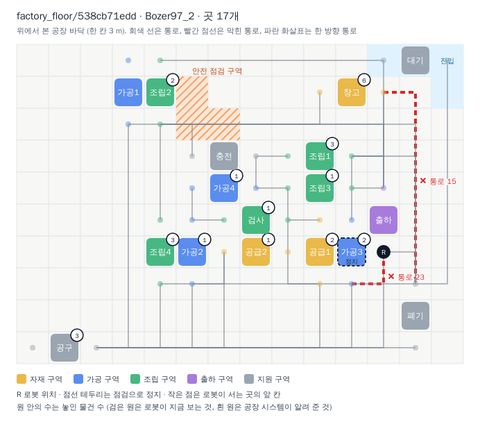 factory_floor/538cb71edd · Bozer97_2 · 곳 17개
위에서 본 공장 바닥 (한 칸 3 m). 회색 선은 통로, 빨간 점선은 막힌 통로, 파란 화살표는 한 방향 통로
대기
전립
안전 점검 구역
가공1
조립2
2
창고
6
✕ 통로 15
충전
조립1
3
가공4
1
조립3
1
검사
1
출하
조립4
3
가공2
1
공급2
1
공급1
2
가공3
2
정지
R
✕ 통로 23
폐기
공구
3
자재 구역
가공 구역
조립 구역
출하 구역
지원 구역
R 로봇 위치 · 점선 테두리는 점검으로 정지 · 작은 점은 로봇이 서는 곳의 앞 칸
원 안의 수는 놓인 물건 수 (검은 원은 로봇이 지금 보는 것, 흰 원은 공장 시스템이 알려 준 것)